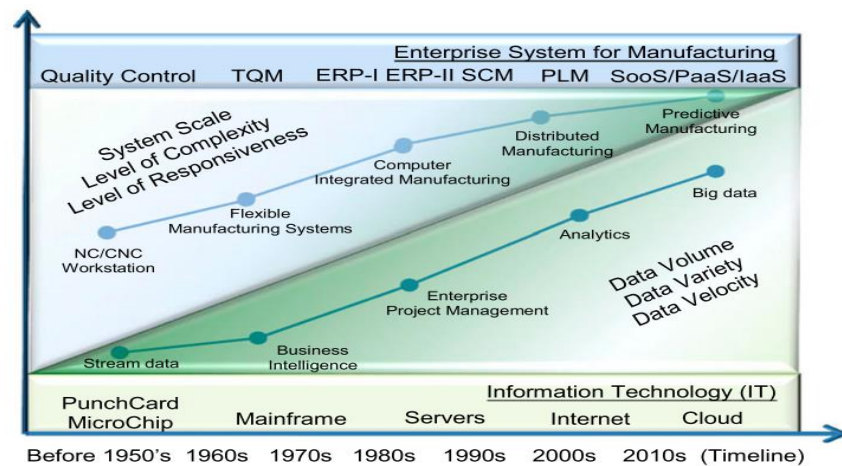 Enterprise System for Manufacturing
Quality Control TQM ERP-I ERP-II SCM PLM SooS/PaaS/IaaS
System Scale
Level of Complexity
Level of Responsiveness
Predictive
Manufacturing
Distributed
Manufacturing
Computer
Integrated Manufacturing
Flexible
Manufacturing Systems
NC/CNC
Workstation
Big data
Analytics
Enterprise
Project Management
Business
Intelligence
Stream data
Data Volume
Data Variety
Data Velocity
Information Technology (IT)
PunchCard
MicroChip
Mainframe Servers Internet Cloud
Before 1950's 1960s 1970s 1980s 1990s 2000s 2010s (Timeline)